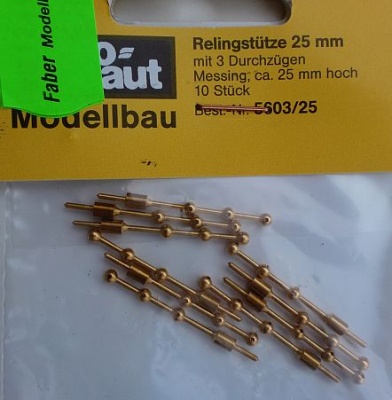 Faber Modell
aut
Modellbau
Relingstütze 25 mm
mit 3 Durchzügen
Messing, ca. 25 mm hoch
10 Stück
Best.-Nr. 5603/25